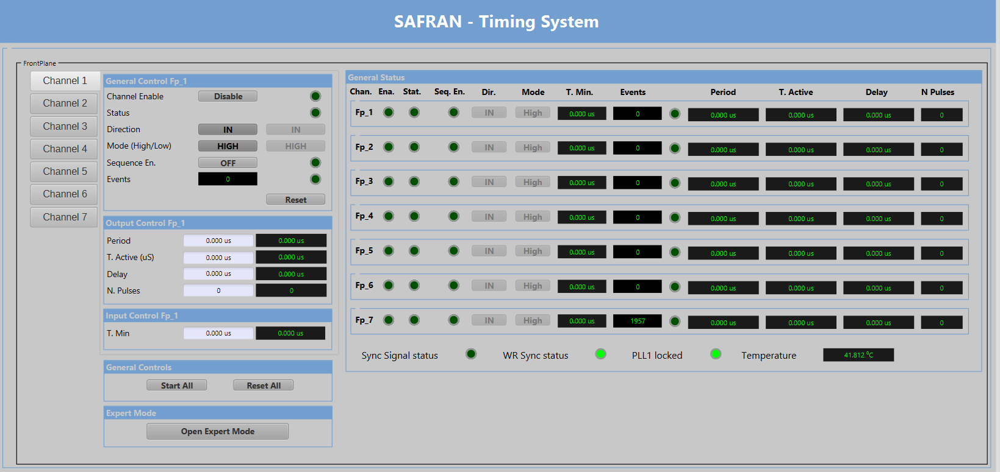 SAFRAN - Timing System
FrontPlane
Channel 1
Channel 2
Channel 3
Channel 4
Channel 5
Channel 6
Channel 7
General Control Fp_1
Channel Enable Disable
Status
Direction IN IN
Mode (High/Low) HIGH HIGH
Sequence En. OFF
Events 0
Reset
Output Control Fp_1
Period 0.000 us 0.000 us
T. Active (uS) 0.000 us 0.000 us
Delay 0.000 us 0.000 us
N. Pulses 0 0
Input Control Fp_1
T. Min 0.000 us 0.000 us
General Controls
Start All Reset All
Expert Mode
Open Expert Mode
General Status
Chan. Ena. Stat. Seq. En. Dir. Mode T. Min. Events Period T. Active Delay N Pulses
Fp_1 IN High 0.000 us 0 0.000 us 0.000 us 0.000 us 0
Fp_2 IN High 0.000 us 0 0.000 us 0.000 us 0.000 us 0
Fp_3 IN High 0.000 us 0 0.000 us 0.000 us 0.000 us 0
Fp_4 IN High 0.000 us 0 0.000 us 0.000 us 0.000 us 0
Fp_5 IN High 0.000 us 0 0.000 us 0.000 us 0.000 us 0
Fp_6 IN High 0.000 us 0 0.000 us 0.000 us 0.000 us 0
Fp_7 IN High 0.000 us 1957 0.000 us 0.000 us 0.000 us 0
Sync Signal status WR Sync status PLL1 locked Temperature 41.812 ºC